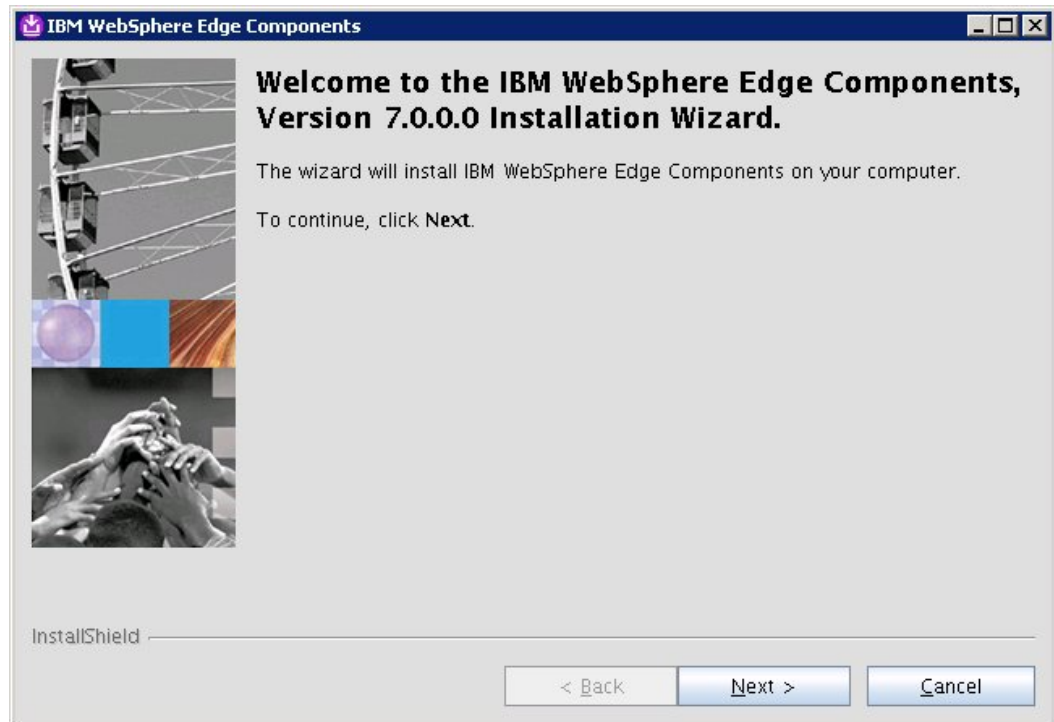 IBM WebSphere Edge Components
Welcome to the IBM WebSphere Edge Components,
Version 7.0.0.0 Installation Wizard.
The wizard will install IBM WebSphere Edge Components on your computer.
To continue, click Next.
InstallShield
< Back
Next >
Cancel